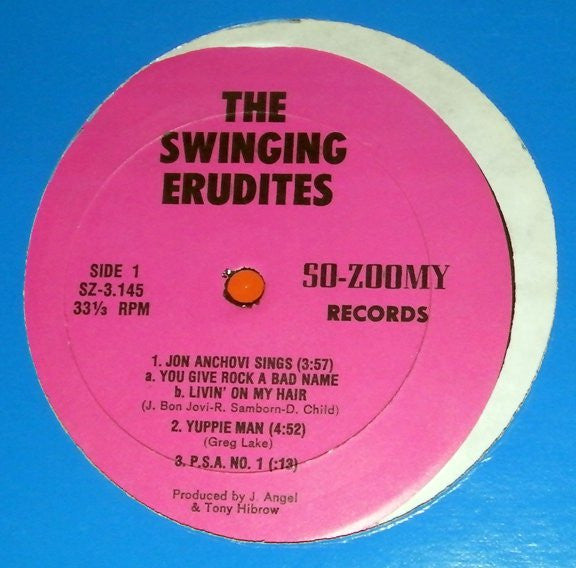 THE
SWINGING
ERUDITES
SIDE 1
SZ-3.145
33⅓ RPM
SO-ZOOMY
RECORDS
1. JON ANCHOVI SINGS (3:57)
a. YOU GIVE ROCK A BAD NAME
b. LIVIN' ON MY HAIR
(J. Bon Jovi-R. Samborn-D. Child)
2. YUPPIE MAN (4:52)
(Greg Lake)
3. P.S.A. NO. 1 (:13)
Produced by J. Angel
& Tony Hibrow